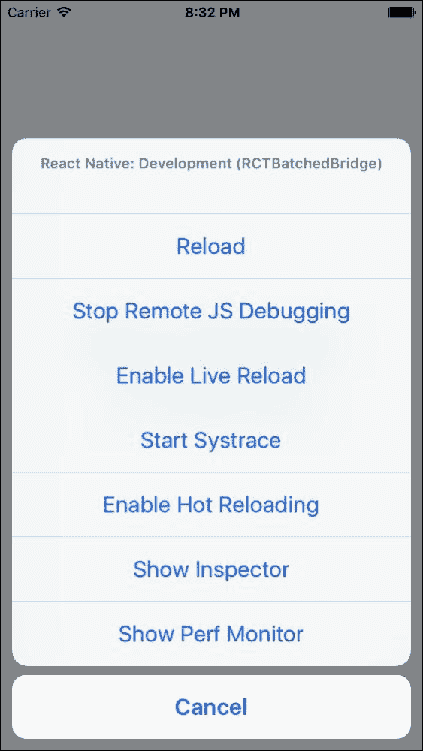 Carrier 8:32 PM
React Native: Development (RCTBatchedBridge)
Reload
Stop Remote JS Debugging
Enable Live Reload
Start Systrace
Enable Hot Reloading
Show Inspector
Show Perf Monitor
Cancel